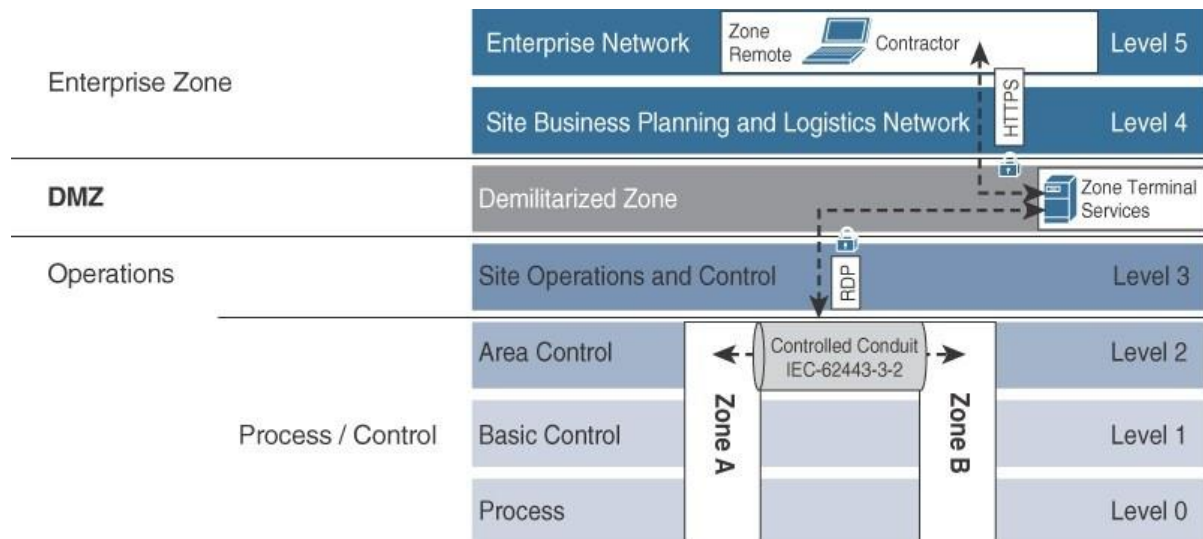 Enterprise Zone
Enterprise Network
Zone
Remote
Contractor
Level 5
HTTPS
Site Business Planning and Logistics Network
Level 4
DMZ
Demilitarized Zone
Zone Terminal
Services
Operations
Site Operations and Control
RDP
Level 3
Process / Control
Area Control
Controlled Conduit
IEC-62443-3-2
Level 2
Zone A
Zone B
Basic Control
Level 1
Process
Level 0